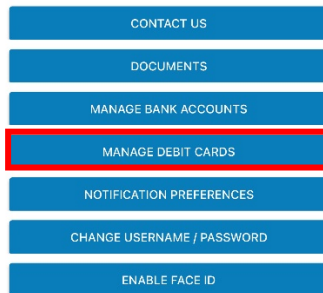 CONTACT US
DOCUMENTS
MANAGE BANK ACCOUNTS
MANAGE DEBIT CARDS
NOTIFICATION PREFERENCES
CHANGE USERNAME / PASSWORD
ENABLE FACE ID